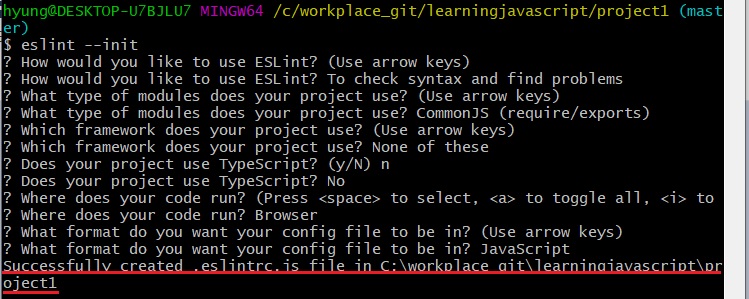 hyung@DESKTOP-U7BJLU7 MINGW64 /c/workplace_git/learningjavascript/project1 (mast
er)
$ eslint --init
? How would you like to use ESLint? (Use arrow keys)
? How would you like to use ESLint? To check syntax and find problems
? What type of modules does your project use? (Use arrow keys)
? What type of modules does your project use? CommonJS (require/exports)
? Which framework does your project use? (Use arrow keys)
? Which framework does your project use? None of these
? Does your project use TypeScript? (y/N) n
? Does your project use TypeScript? No
? Where does your code run? (Press <space> to select, <a> to toggle all, <i> to
? Where does your code run? Browser
? What format do you want your config file to be in? (Use arrow keys)
? What format do you want your config file to be in? JavaScript
Successfully created .eslintrc.js file in C:\workplace_git\learningjavascript\pr
oject1